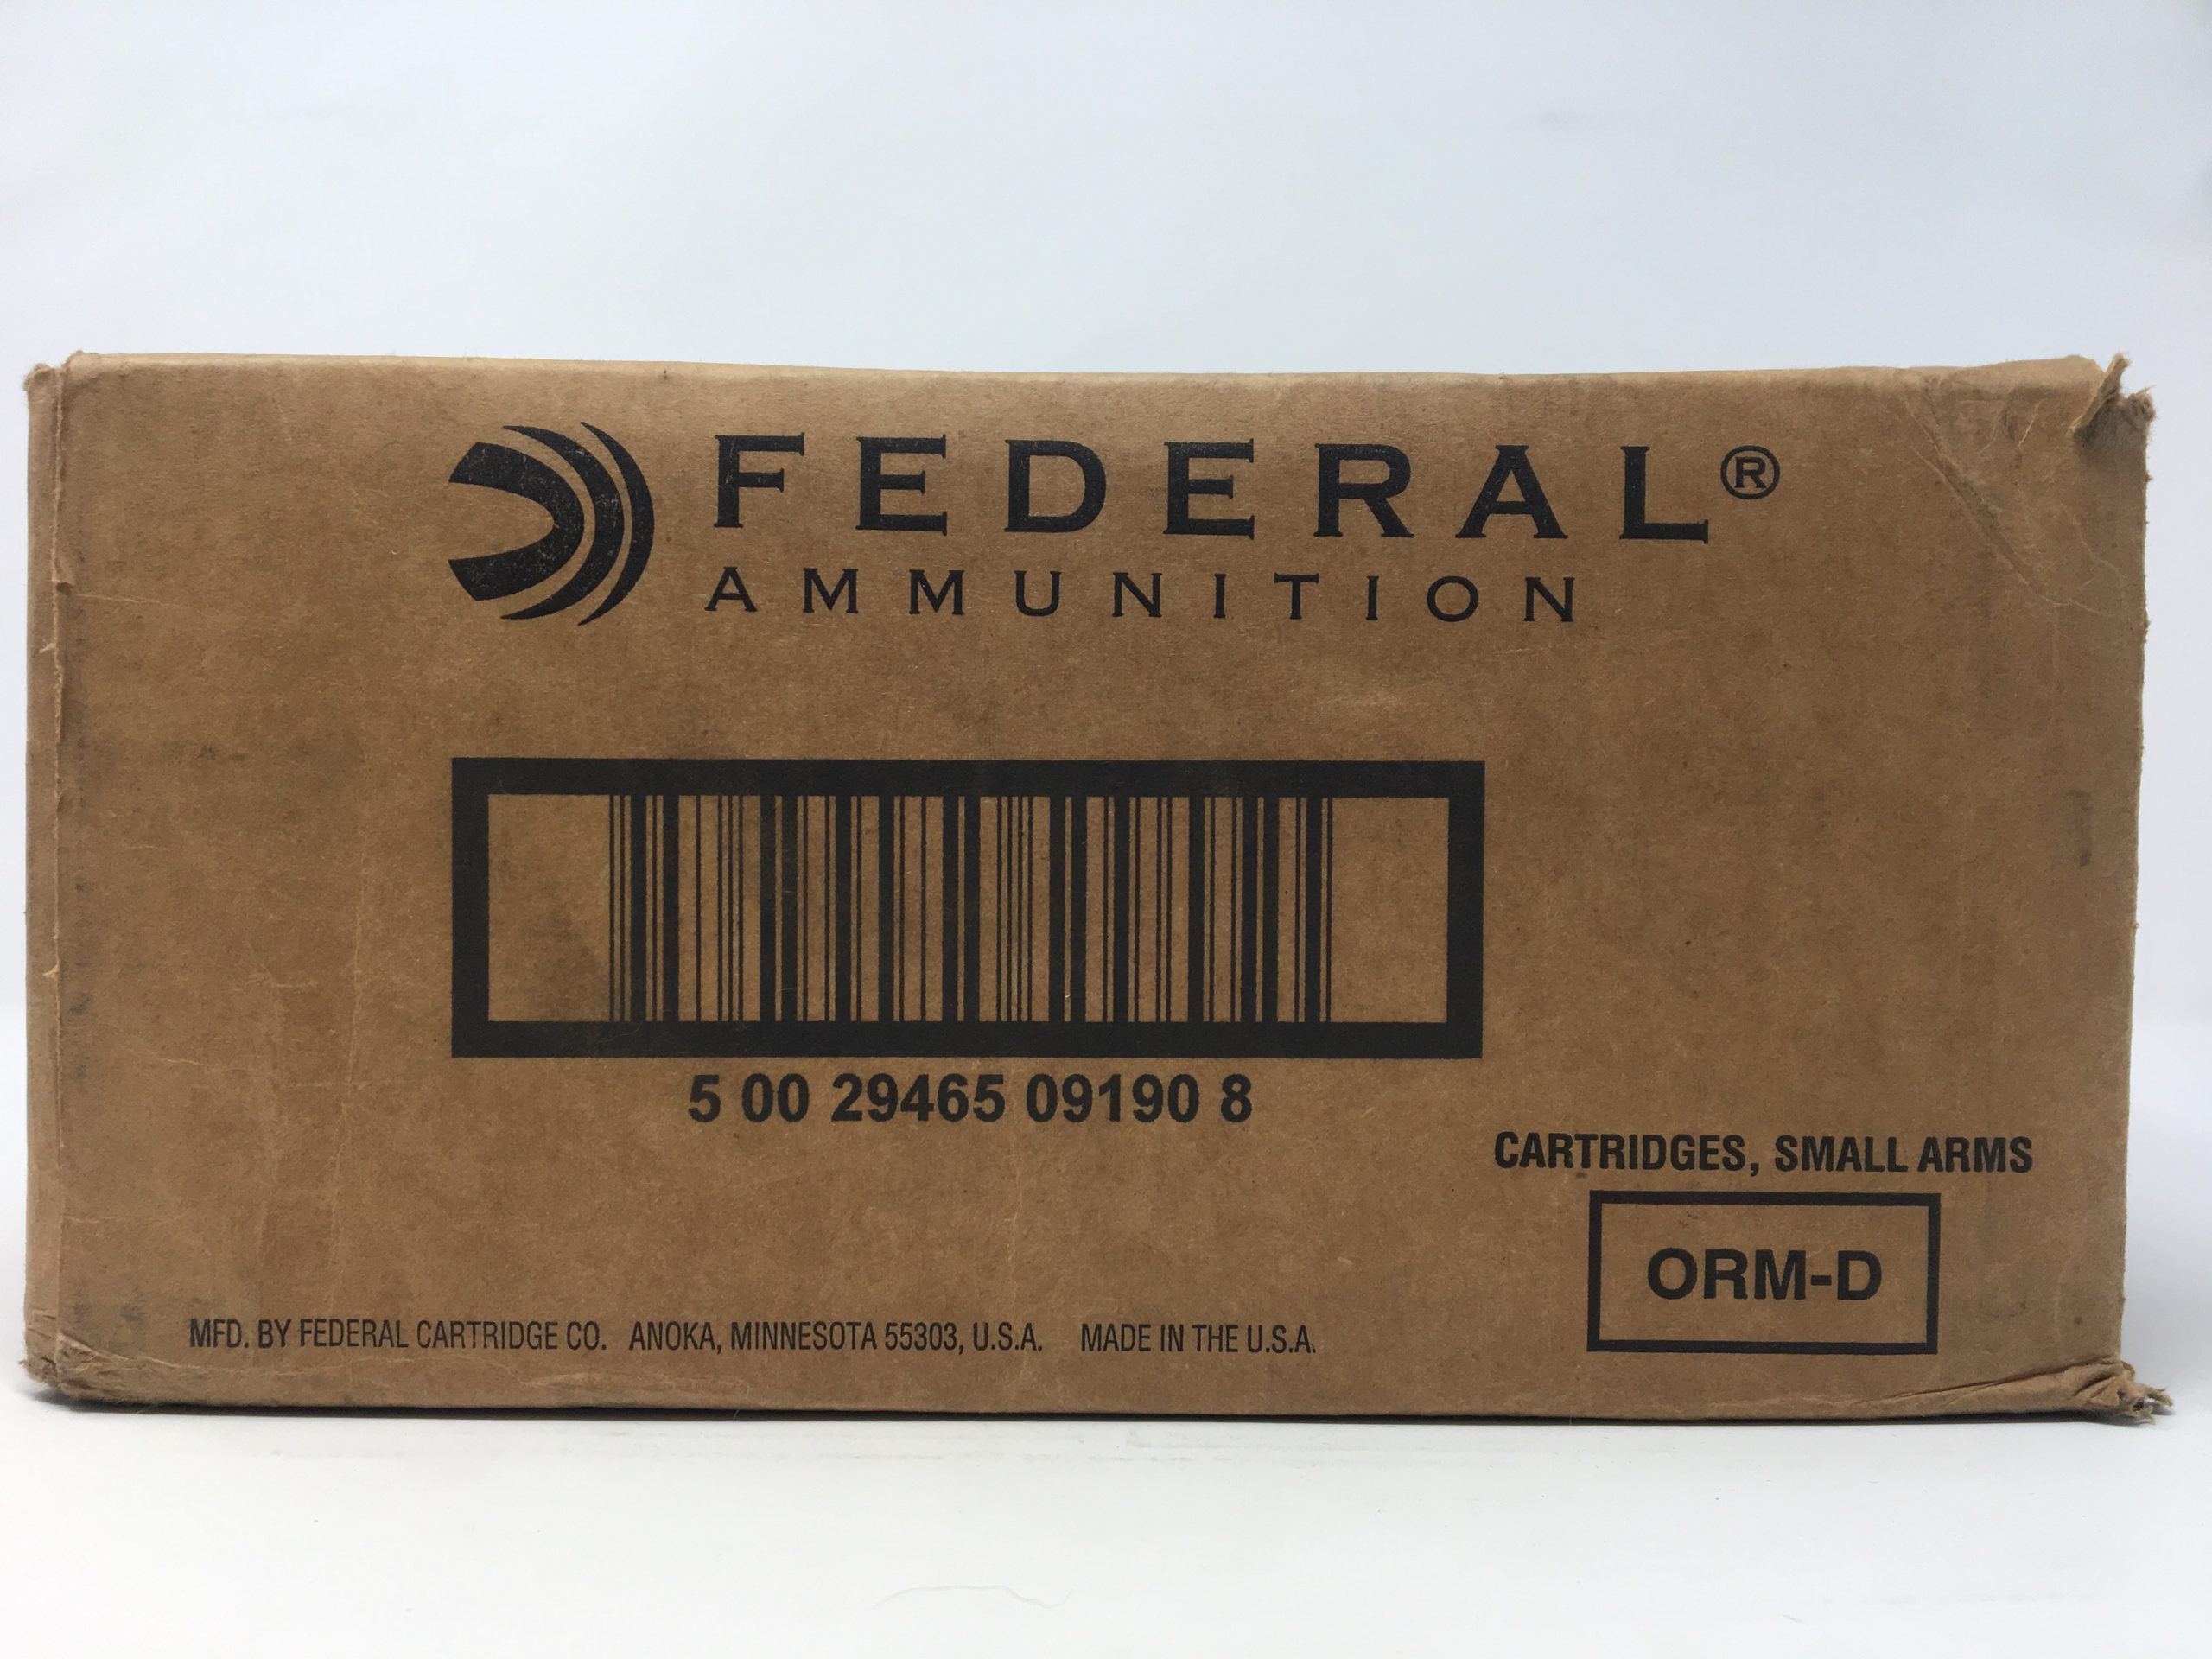 FEDERAL®
AMMUNITION
5 00 29465 09190 8
CARTRIDGES, SMALL ARMS
ORM-D
MFD. BY FEDERAL CARTRIDGE CO. ANOKA, MINNESOTA 55303, U.S.A. MADE IN THE U.S.A.